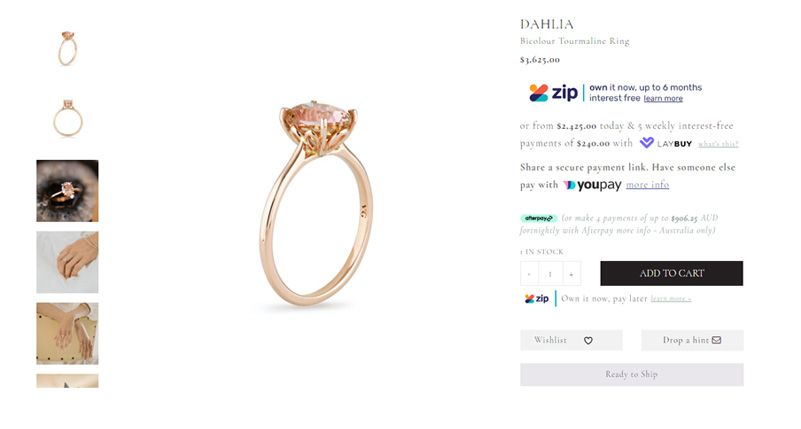 DAHLIA
Bicolour Tourmaline Ring
$3,625.00
zip own it now, up to 6 months
interest free learn more
or from $2,425.00 today & 5 weekly interest-free
payments of $240.00 with LAYBUY what's this?
Share a secure payment link. Have someone else
pay with youpay more info
afterpay (or make 4 payments of up to $906.25 AUD
fortnightly with Afterpay more info - Australia only)
1 IN STOCK
- 1 +
ADD TO CART
zip Own it now, pay later learn more »
Wishlist
Drop a hint
Ready to Ship